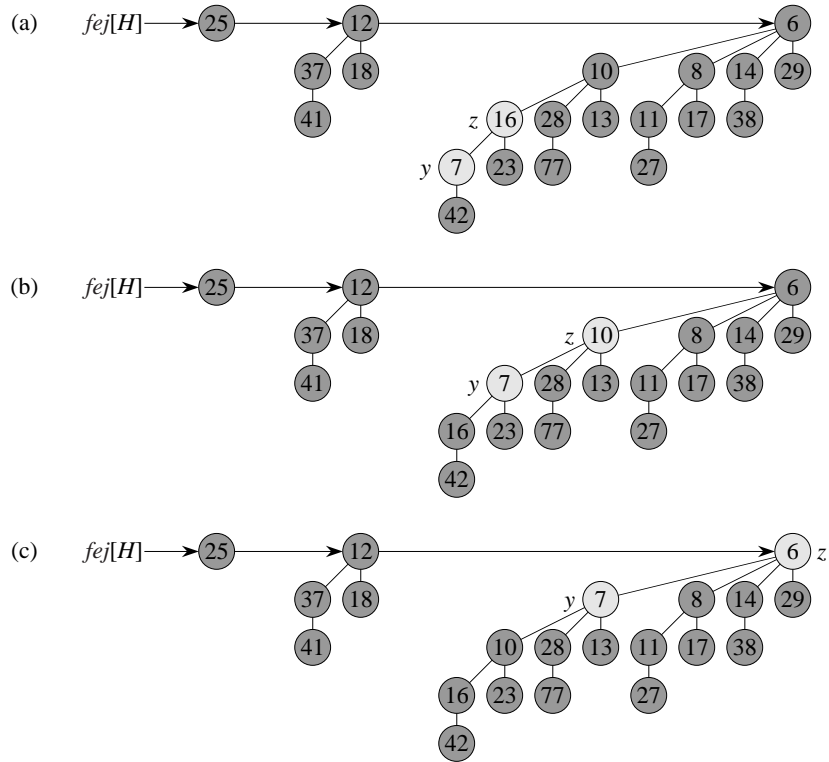 (a) fej[H] 25 12 6
37 18 10 8 14 29
41 z 16 28 13 11 17 38
y 7 23 77 27
42
(b) fej[H] 25 12 6
37 18 z 10 8 14 29
41 y 7 28 13 11 17 38
16 23 77 27
42
(c) fej[H] 25 12 6 z
37 18 y 7 8 14 29
41 10 28 13 11 17 38
16 23 77 27
42